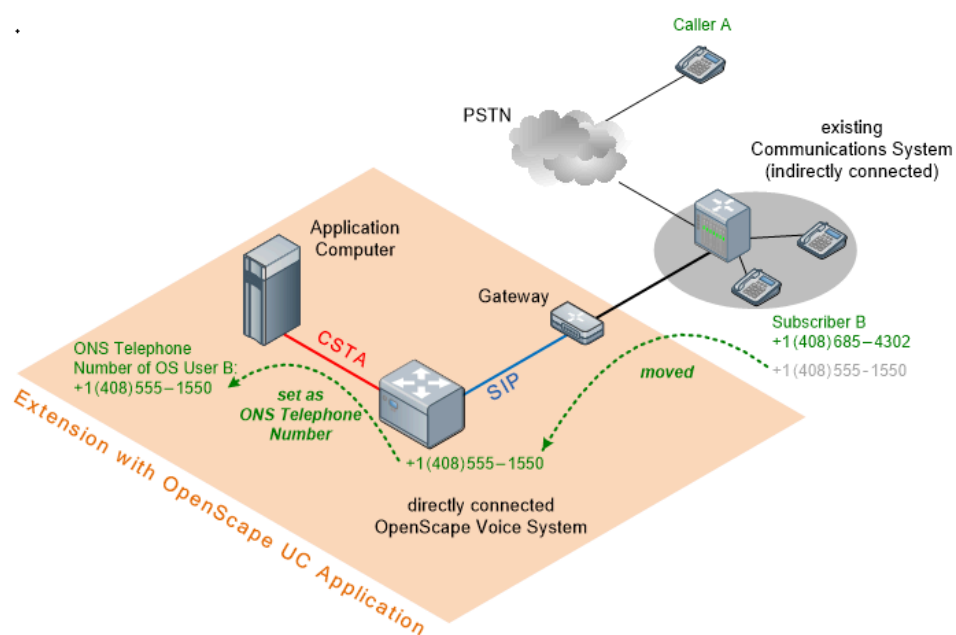 Caller A
PSTN
existing
Communications System
(indirectly connected)
Application
Computer
Gateway
CSTA
SIP
Subscriber B
+1(408)685–4302
+1(408)555-1550
moved
ONS Telephone
Number of OS User B:
+1(408)555–1550
set as
ONS Telephone
Number
+1(408)555–1550
directly connected
OpenScape Voice System
Extension with OpenScape UC Application